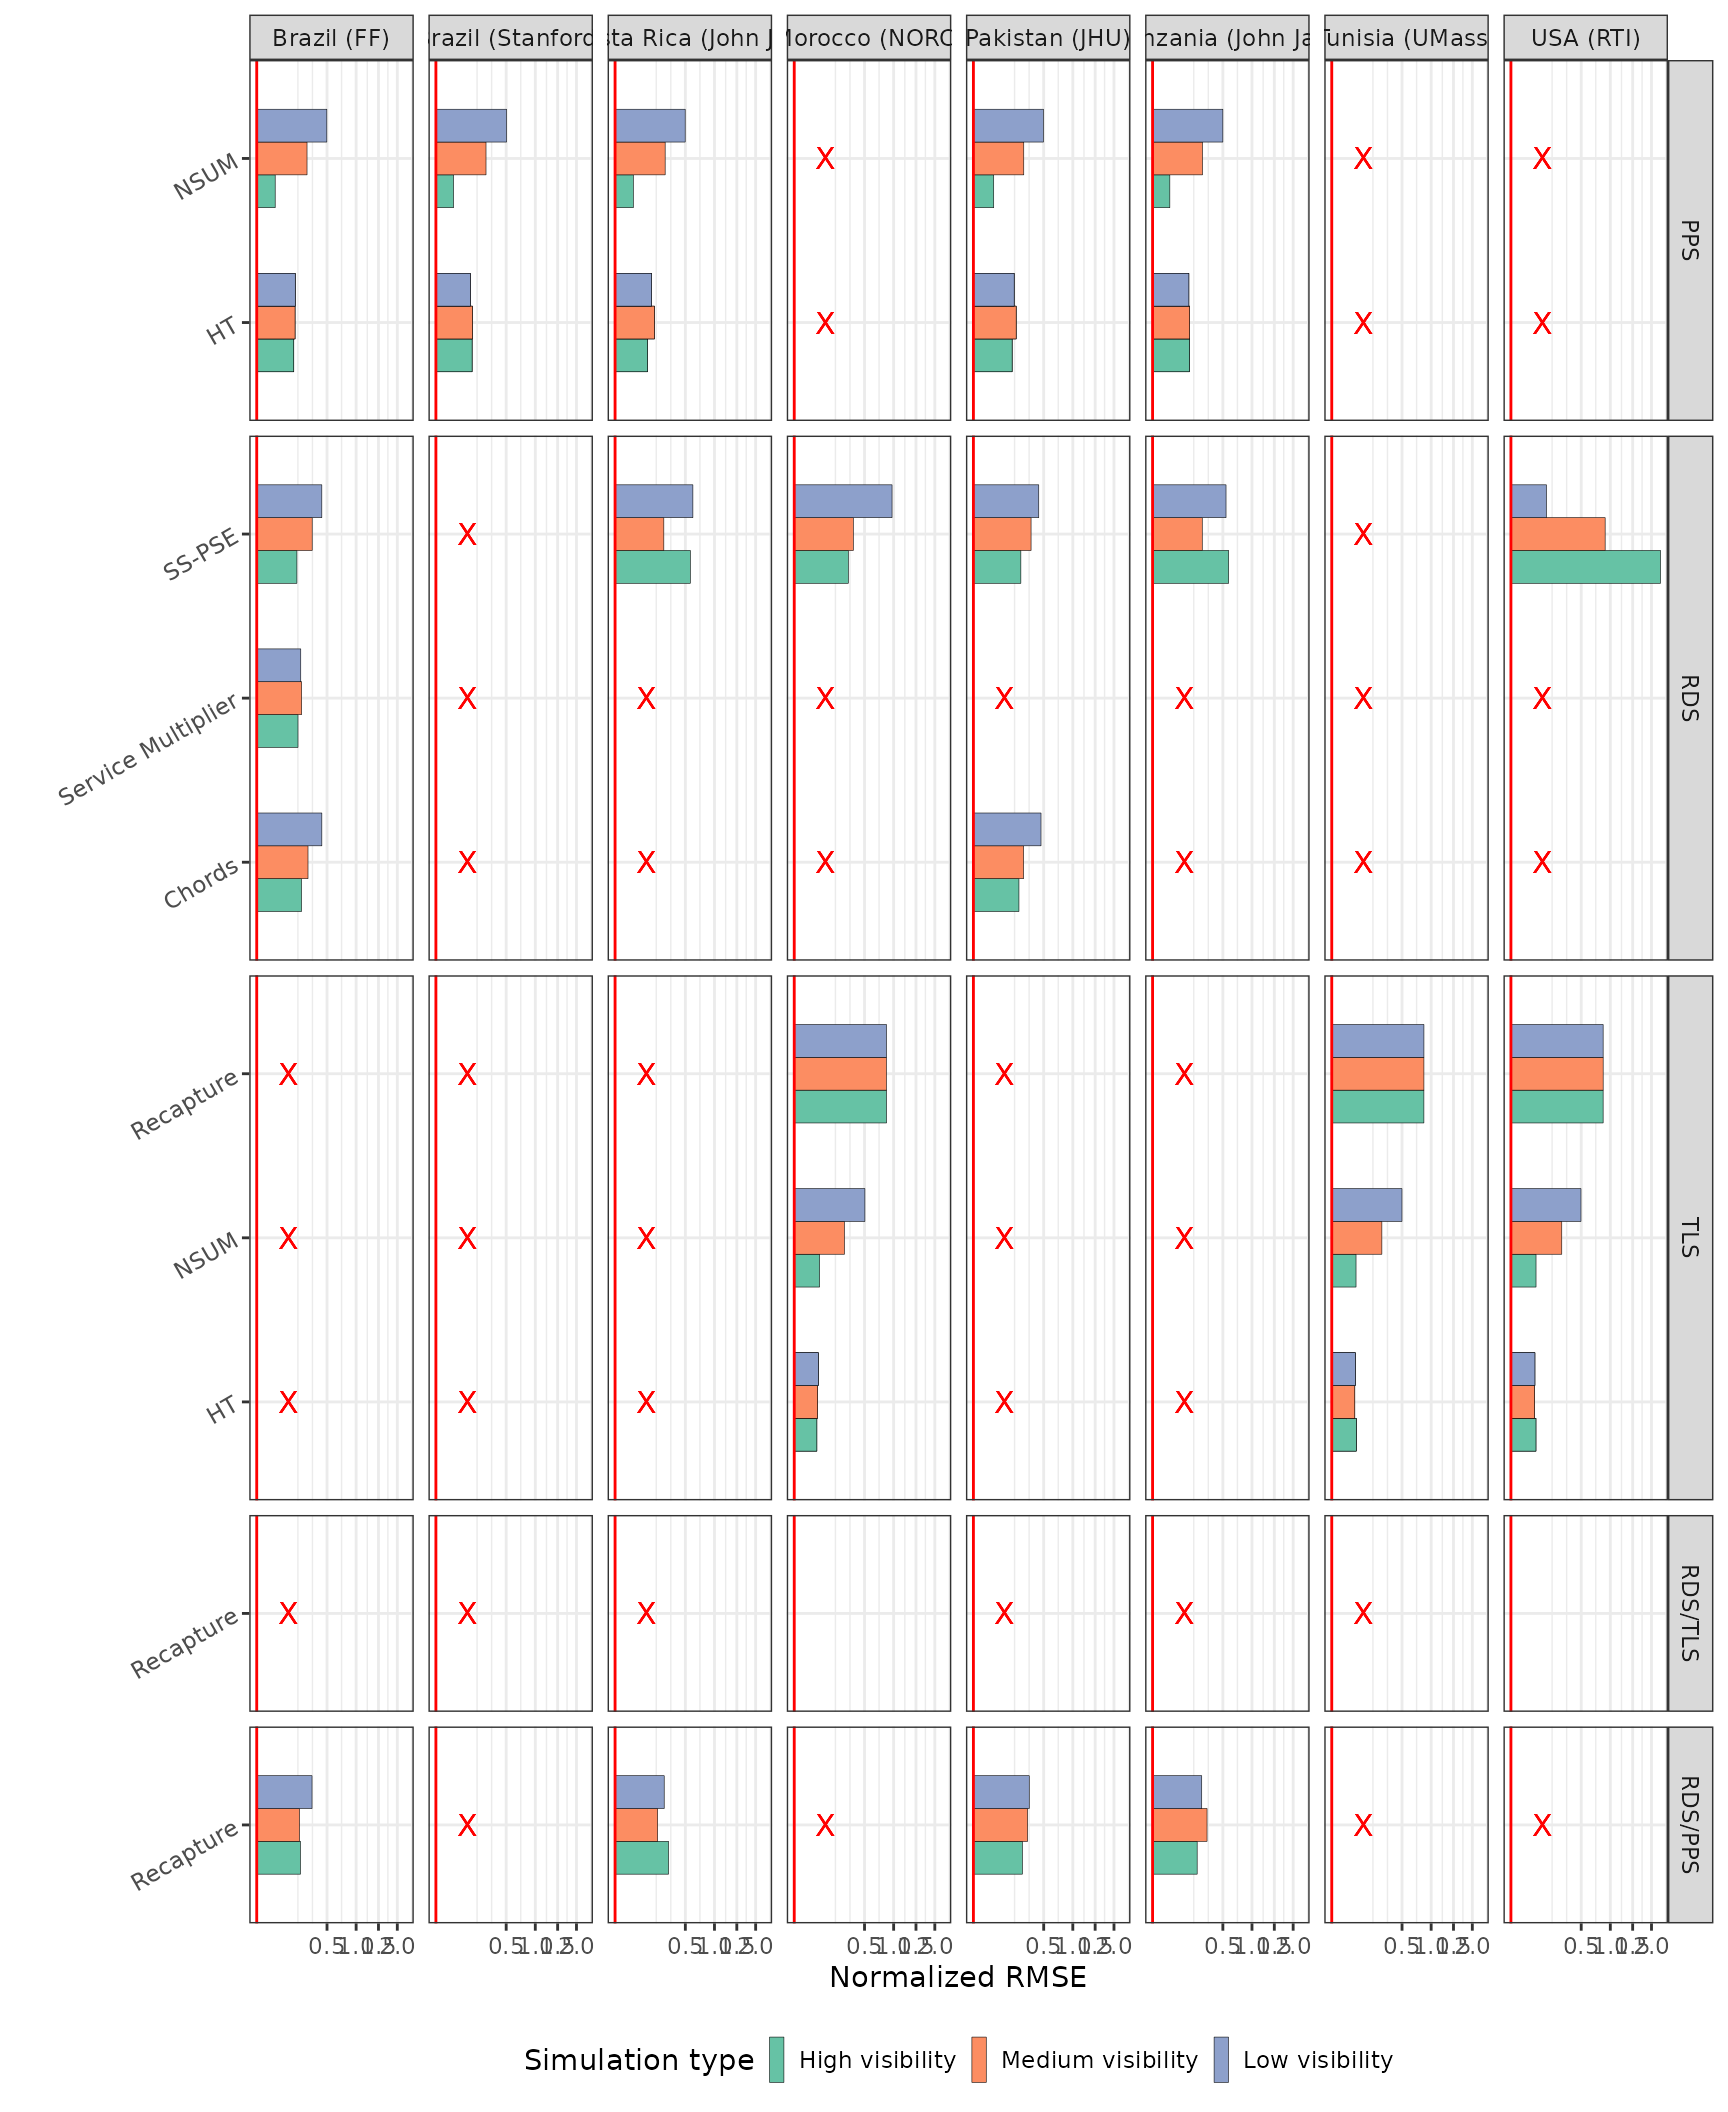 Brazil (FF)
razil (Stanford
ta Rica (John J
orocco (NORC
Pakistan (JHU)
nzania (John Ja
unisia (UMass
USA (RTI)
NSUM
X
X
X
HT
X
X
X
PPS
SS-PSE
X
X
Service Multiplier
X
X
X
X
X
X
X
Chords
X
X
X
X
X
X
RDS
Recapture
X
X
X
X
X
NSUM
X
X
X
X
X
HT
X
X
X
X
X
TLS
Recapture
X
X
X
X
X
X
RDS/TLS
Recapture
X
X
X
X
RDS/PPS
Normalized RMSE
Simulation type
High visibility
Medium visibility
Low visibility